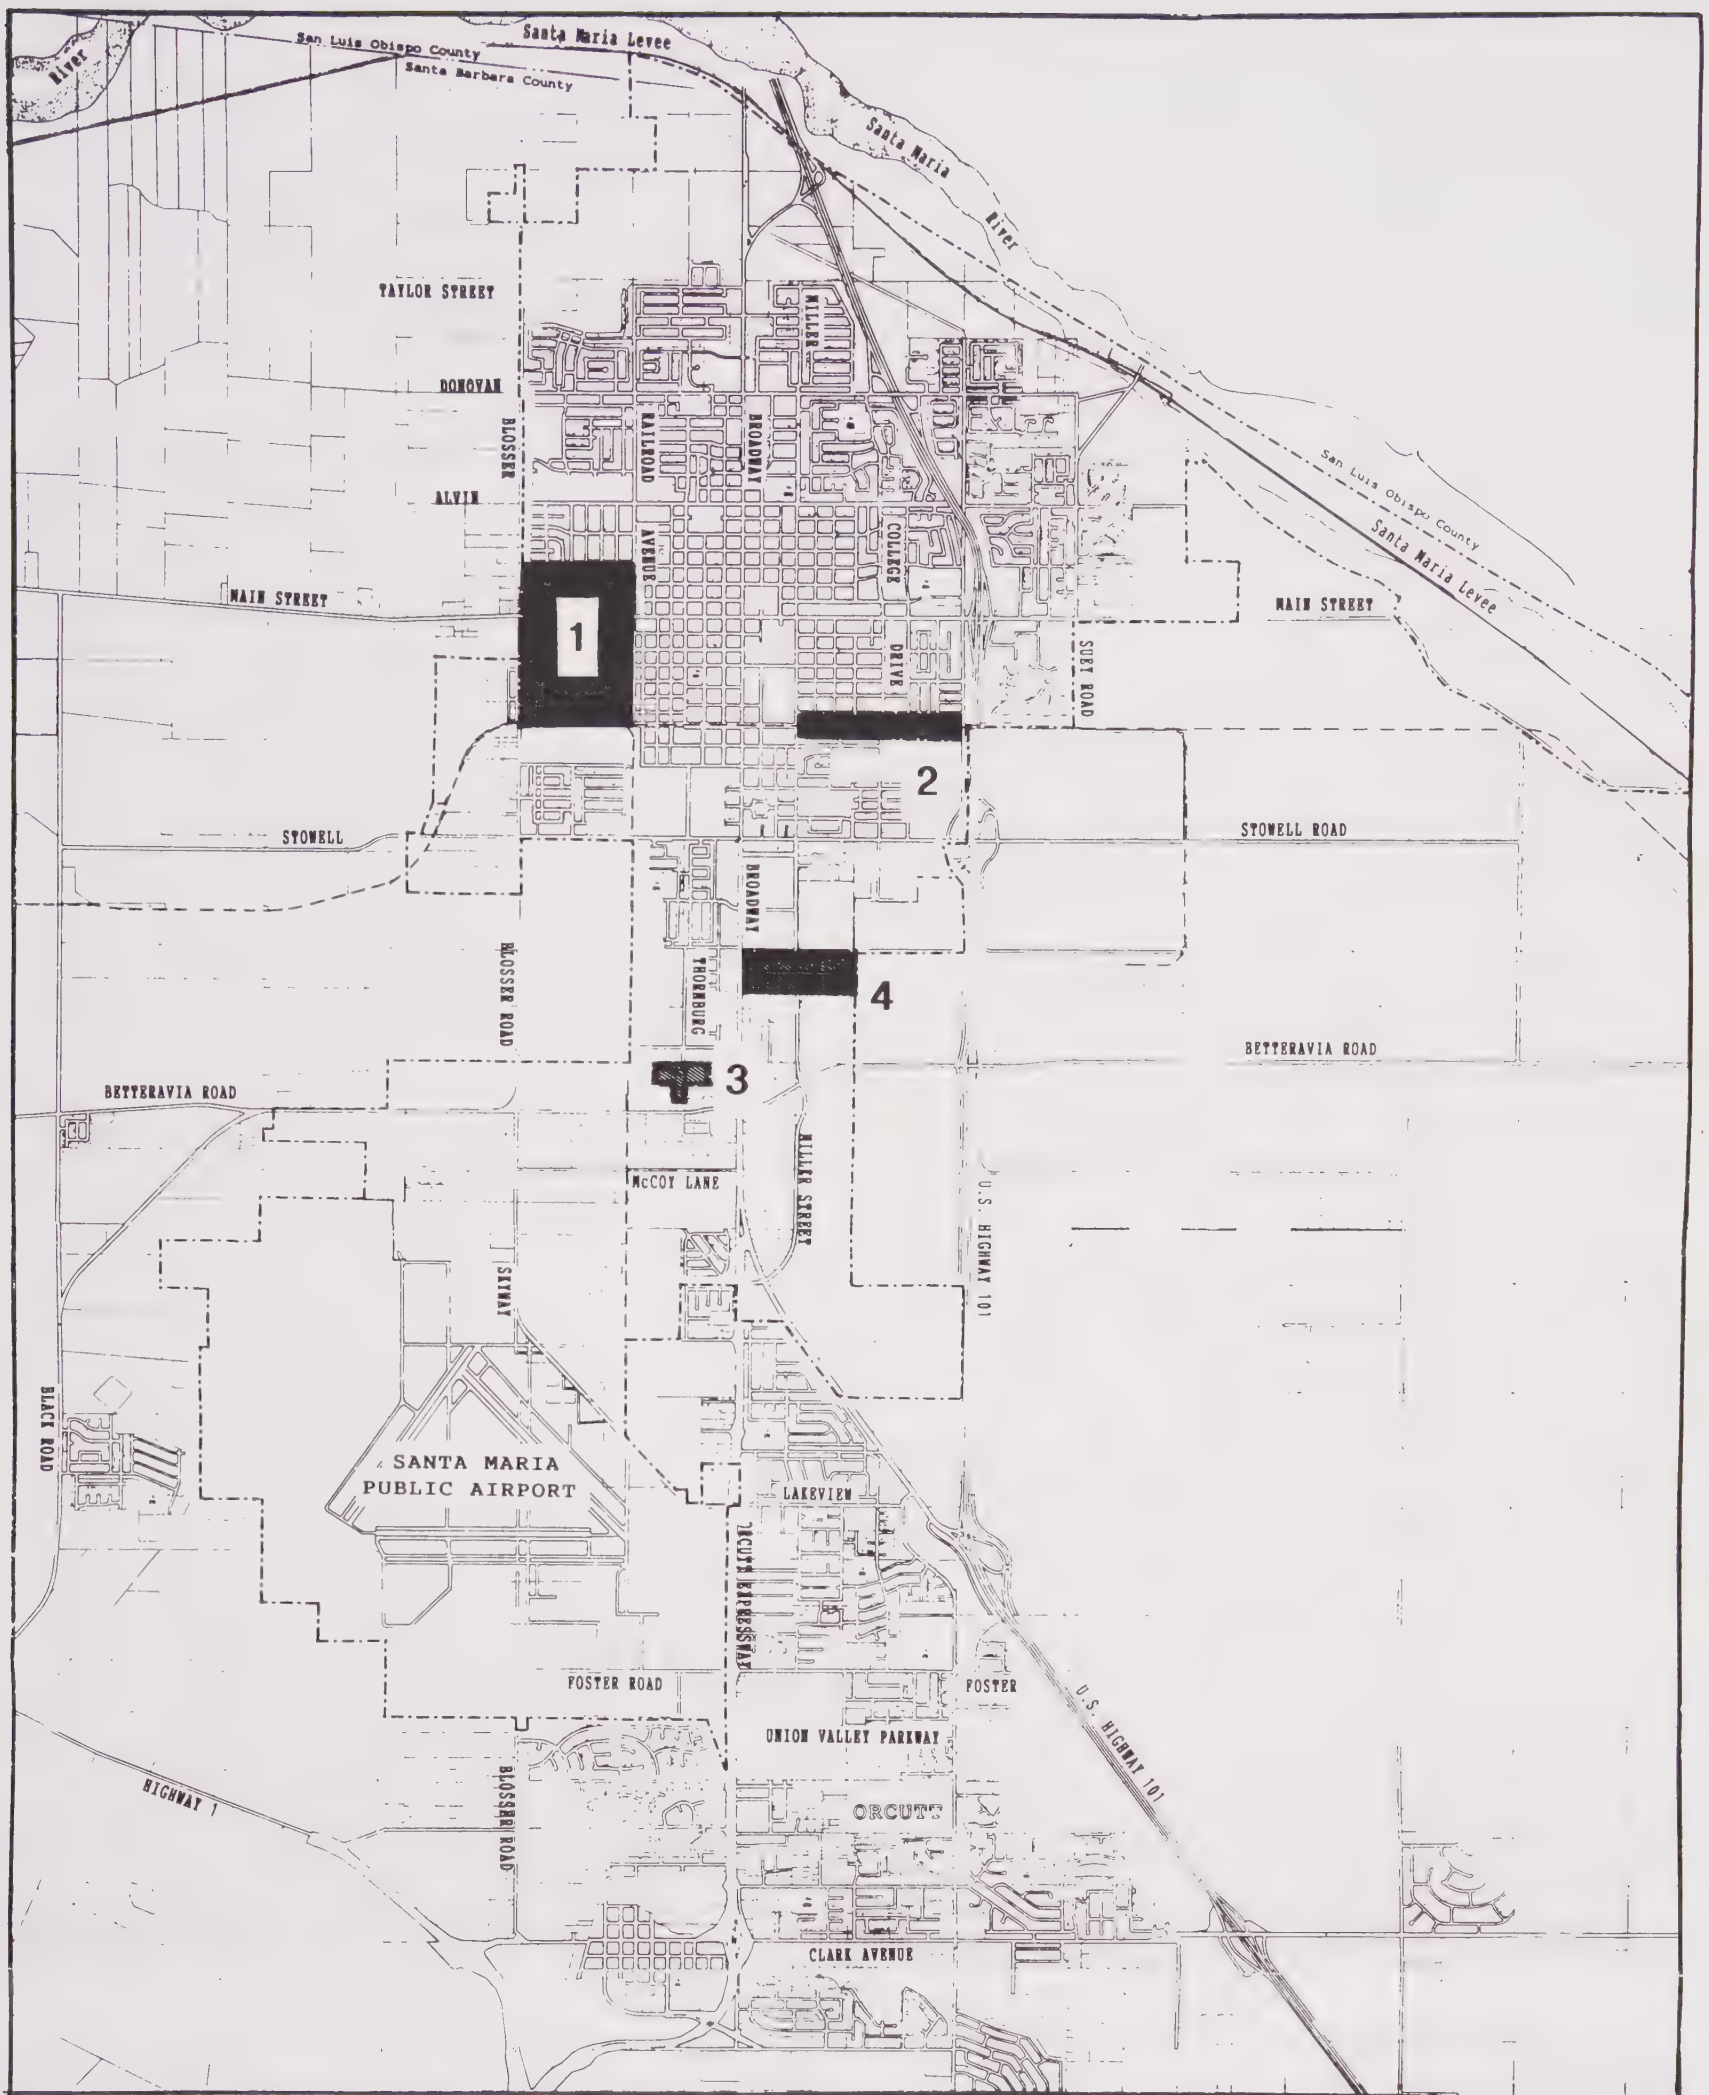 San Luis Obispo County
Santa Maria Levee
River
Santa Barbara County
Santa Maria
River
TAYLOR STREET
MILLER
DONOVAN
BLOSSER
RAILROAD
BROADWAY
San Luis Obispo County
ALVIN
AVENUE
COLLEGE
Santa Maria Levee
MAIN STREET
MAIN STREET
1
DRIVE
SUEY ROAD
2
STOWELL
STOWELL ROAD
BROADWAY
BLOSSER ROAD
THORNBURG
4
BETTERAVIA ROAD
3
BETTERAVIA ROAD
MILLER STREET
McCOY LANE
U.S. HIGHWAY 101
SKYWAY
BLACK ROAD
SANTA MARIA
PUBLIC AIRPORT
LAKEVIEW
ORCUTT EXPRESSWAY
FOSTER ROAD
FOSTER
U.S. HIGHWAY 101
UNION VALLEY PARKWAY
HIGHWAY 1
BLOSSER ROAD
ORCUTT
CLARK AVENUE